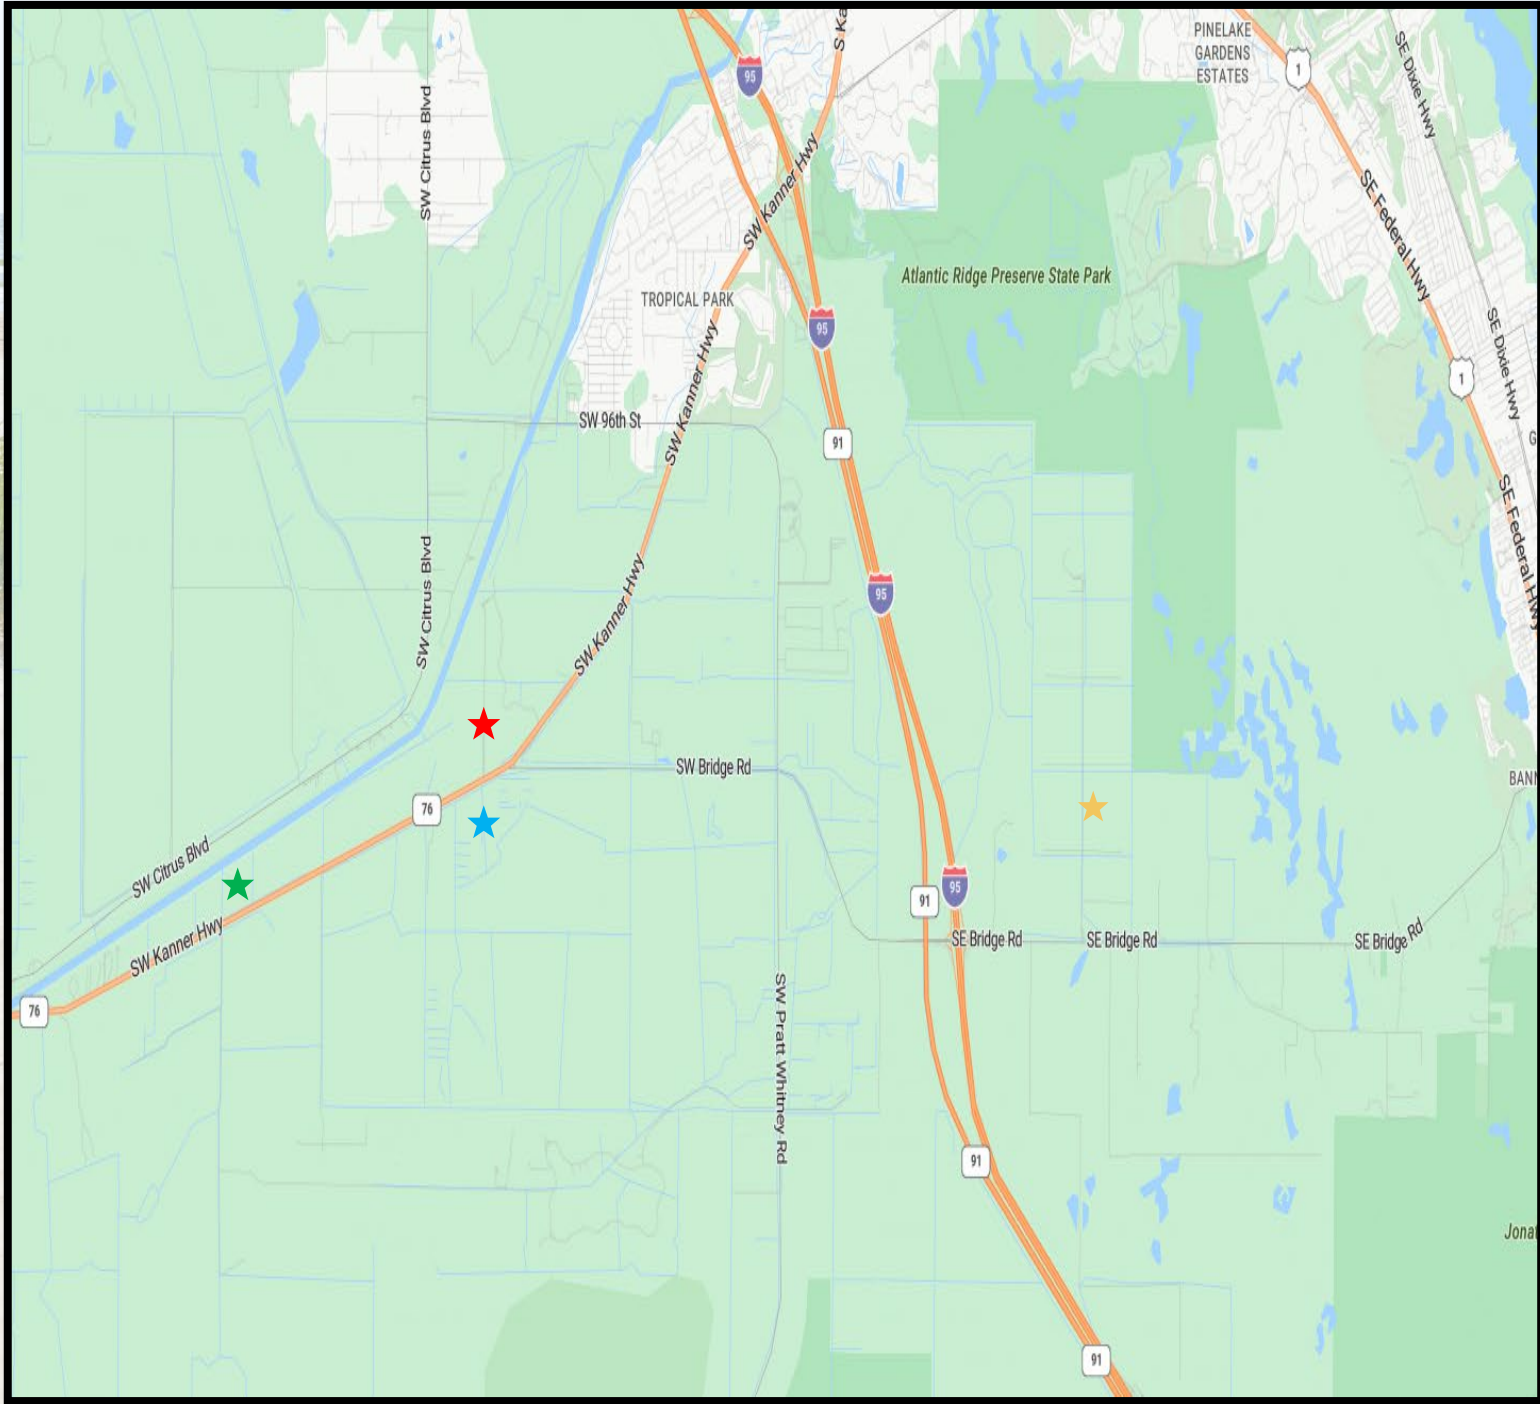 PINELAKE
GARDENS
ESTATES
1
SE Dixie Hwy
95
SW Citrus Blvd
SW Kanner Hwy
SE Federal Hwy
Atlantic Ridge Preserve State Park
TROPICAL PARK
95
SE Dixie Hwy
1
SW Kanner Hwy
SW 96th St
91
SE Federal Hwy
SW Citrus Blvd
SW Kanner Hwy
95
SW Bridge Rd
76
BANN
SW Citrus Blvd
95
91
SW Kanner Hwy
SE Bridge Rd
SE Bridge Rd
SE Bridge Rd
76
SW Pratt Whitney Rd
91
Jonat
91